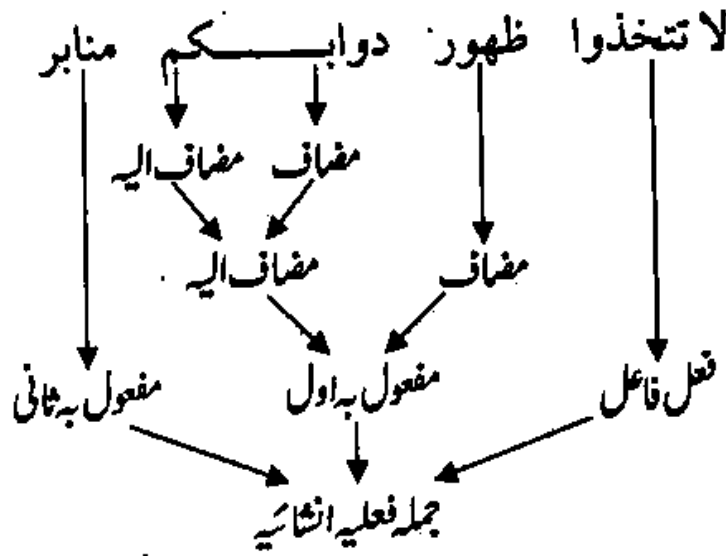 لا تتخذوا ظهور دوابكم منابر
مضاف مضاف الیہ
مضاف مضاف الیہ
فعل فاعل مفعول بہ اول مفعول بہ ثانی
جملہ فعلیہ انشائیہ